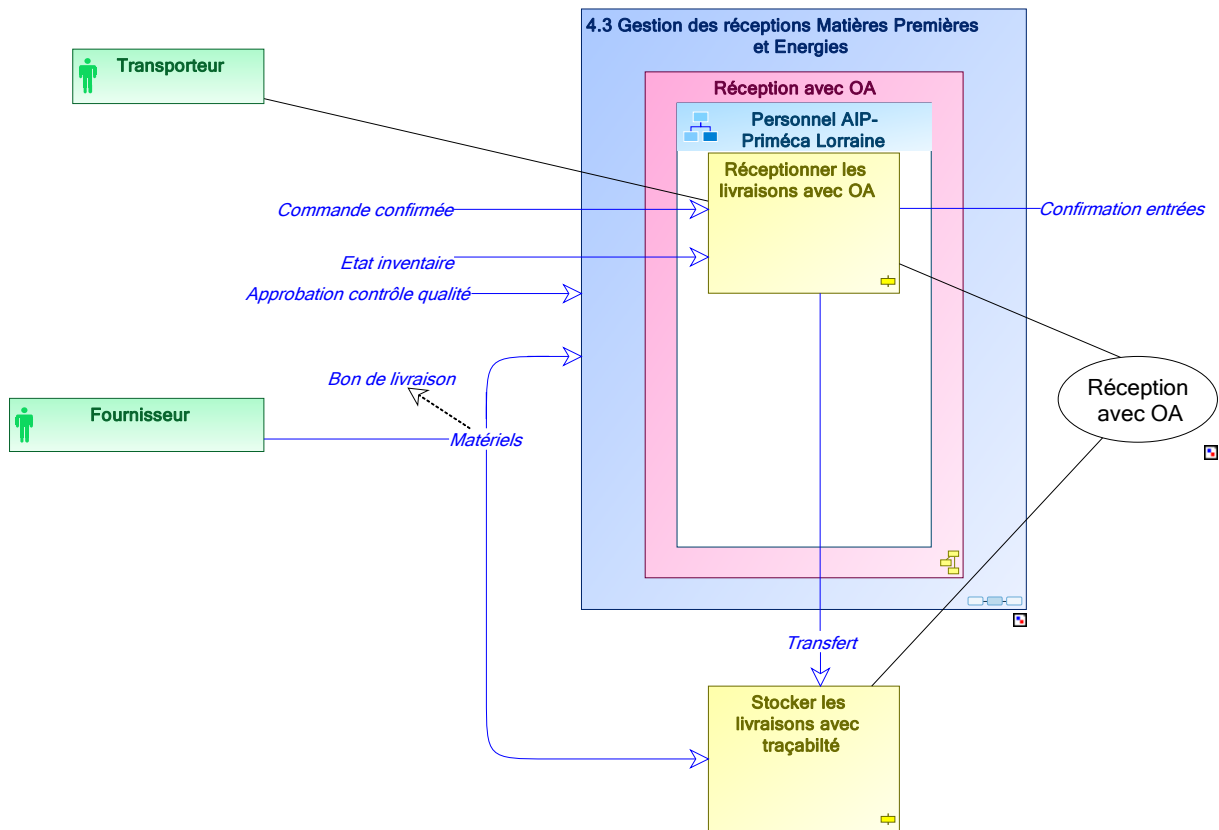 4.3 Gestion des réceptions Matières Premières
et Energies
Transporteur
Réception avec OA
Personnel AIP-
Priméca Lorraine
Réceptionner les
livraisons avec OA
Commande confirmée
Confirmation entrées
Etat inventaire
Approbation contrôle qualité
Bon de livraison
Fournisseur
Matériels
Réception
avec OA
Transfert
Stocker les
livraisons avec
traçabilté